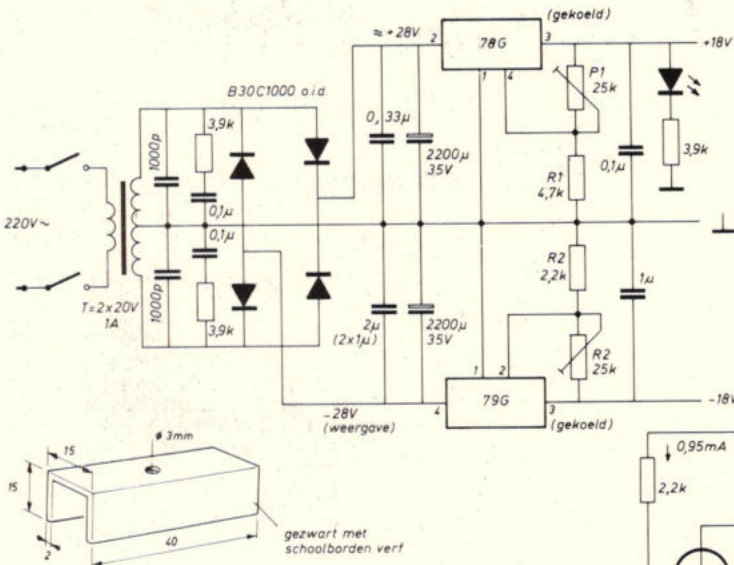 (gekoeld)
≈ +28V
2
78G
3
+18V
1
4
P1
25k
B30C1000 o.i.d.
3,9k
1000p
0,1µ
0,33µ
2200µ
35V
R1
4,7k
0,1µ
3,9k
220V~
0,1µ
1000p
3,9k
T=2x20V
1A
2µ
(2x1µ)
2200µ
35V
R2
2,2k
1µ
R2
25k
1
2
-28V
(weergave)
4
79G
3
(gekoeld)
-18V
ø 3mm
15
15
2
40
gezwart met
schoolborden verf
0,95mA
2,2k